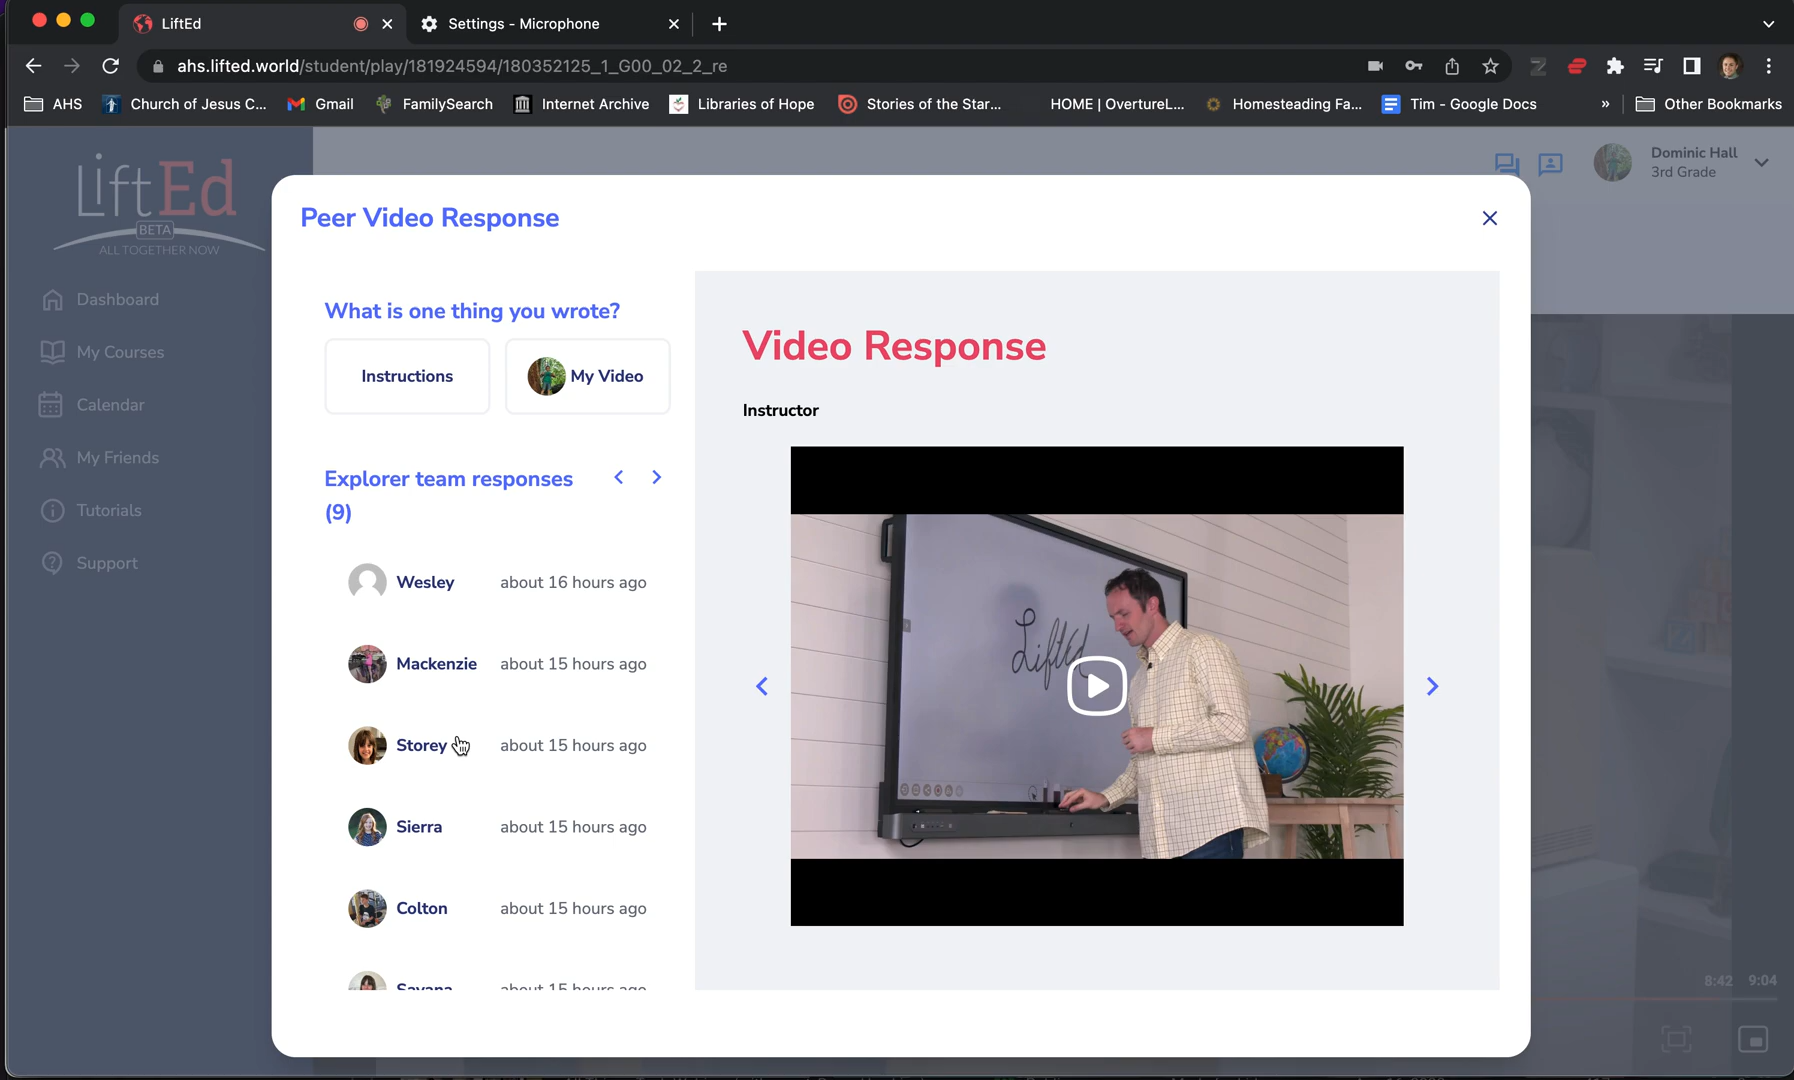 LiftEd
Settings - Microphone
ahs.lifted.world/student/play/181924594/180352125_1_G00_02_2_re
AHS
Church of Jesus C...
Gmail
FamilySearch
Internet Archive
Libraries of Hope
Stories of the Star...
HOME | OvertureL...
Homesteading Fa...
Tim - Google Docs
»
Other Bookmarks
LiftEd
BETA
ALL TOGETHER NOW
Dominic Hall
3rd Grade
Dashboard
My Courses
Calendar
My Friends
Tutorials
Support
Peer Video Response
What is one thing you wrote?
Instructions
My Video
Explorer team responses
(9)
Wesley about 16 hours ago
Mackenzie about 15 hours ago
Storey about 15 hours ago
Sierra about 15 hours ago
Colton about 15 hours ago
Savana about 15 hours ago
Video Response
Instructor
LiftEd
8:42 9:04